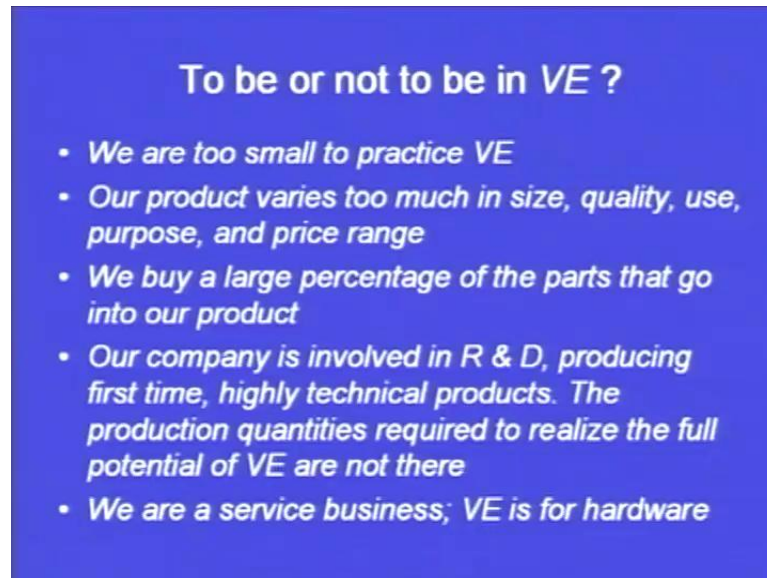 To be or not to be in VE ?
• We are too small to practice VE
• Our product varies too much in size, quality, use,
purpose, and price range
• We buy a large percentage of the parts that go
into our product
• Our company is involved in R & D, producing
first time, highly technical products. The
production quantities required to realize the full
potential of VE are not there
• We are a service business; VE is for hardware